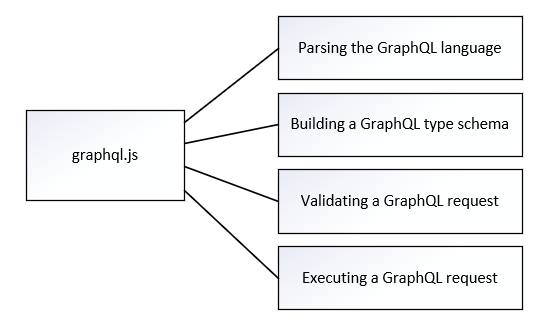 graphql.js
Parsing the GraphQL language
Building a GraphQL type schema
Validating a GraphQL request
Executing a GraphQL request